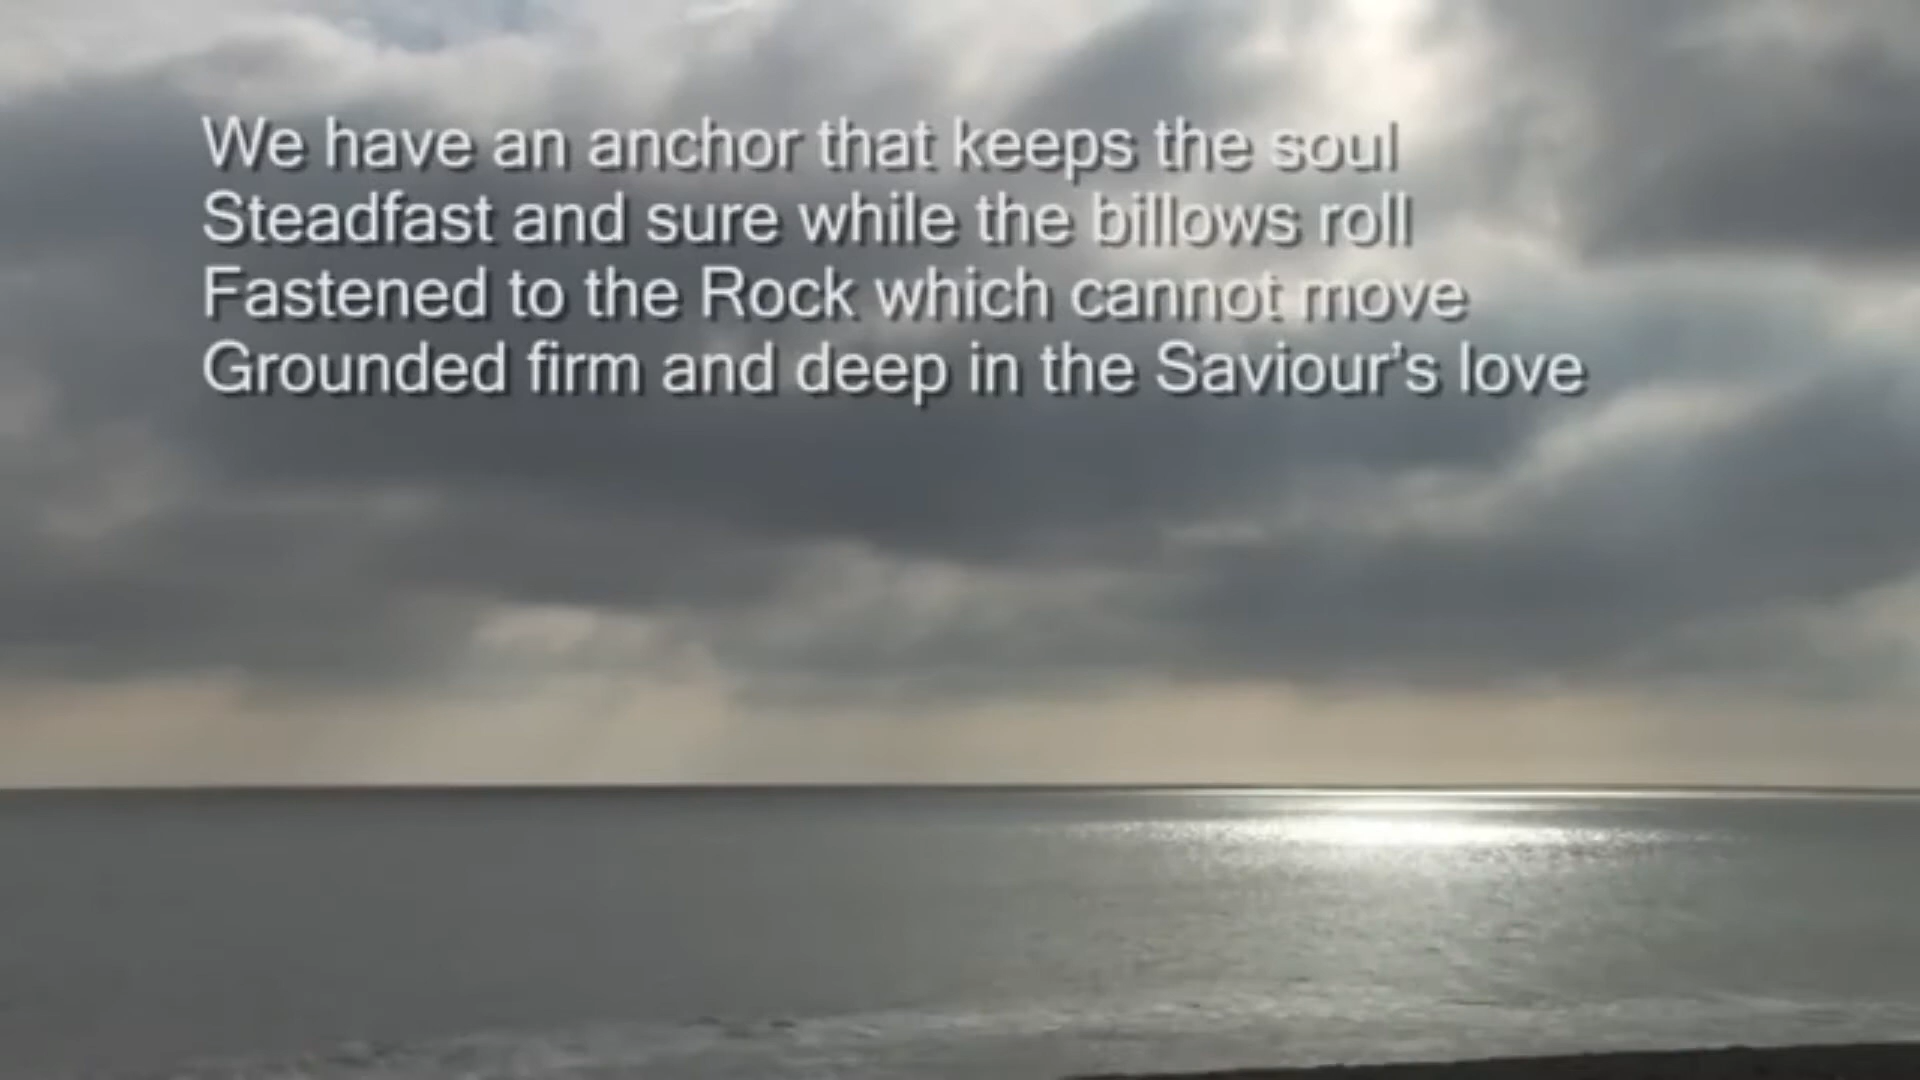 We have an anchor that keeps the soul
Steadfast and sure while the billows roll
Fastened to the Rock which cannot move
Grounded firm and deep in the Saviour’s love